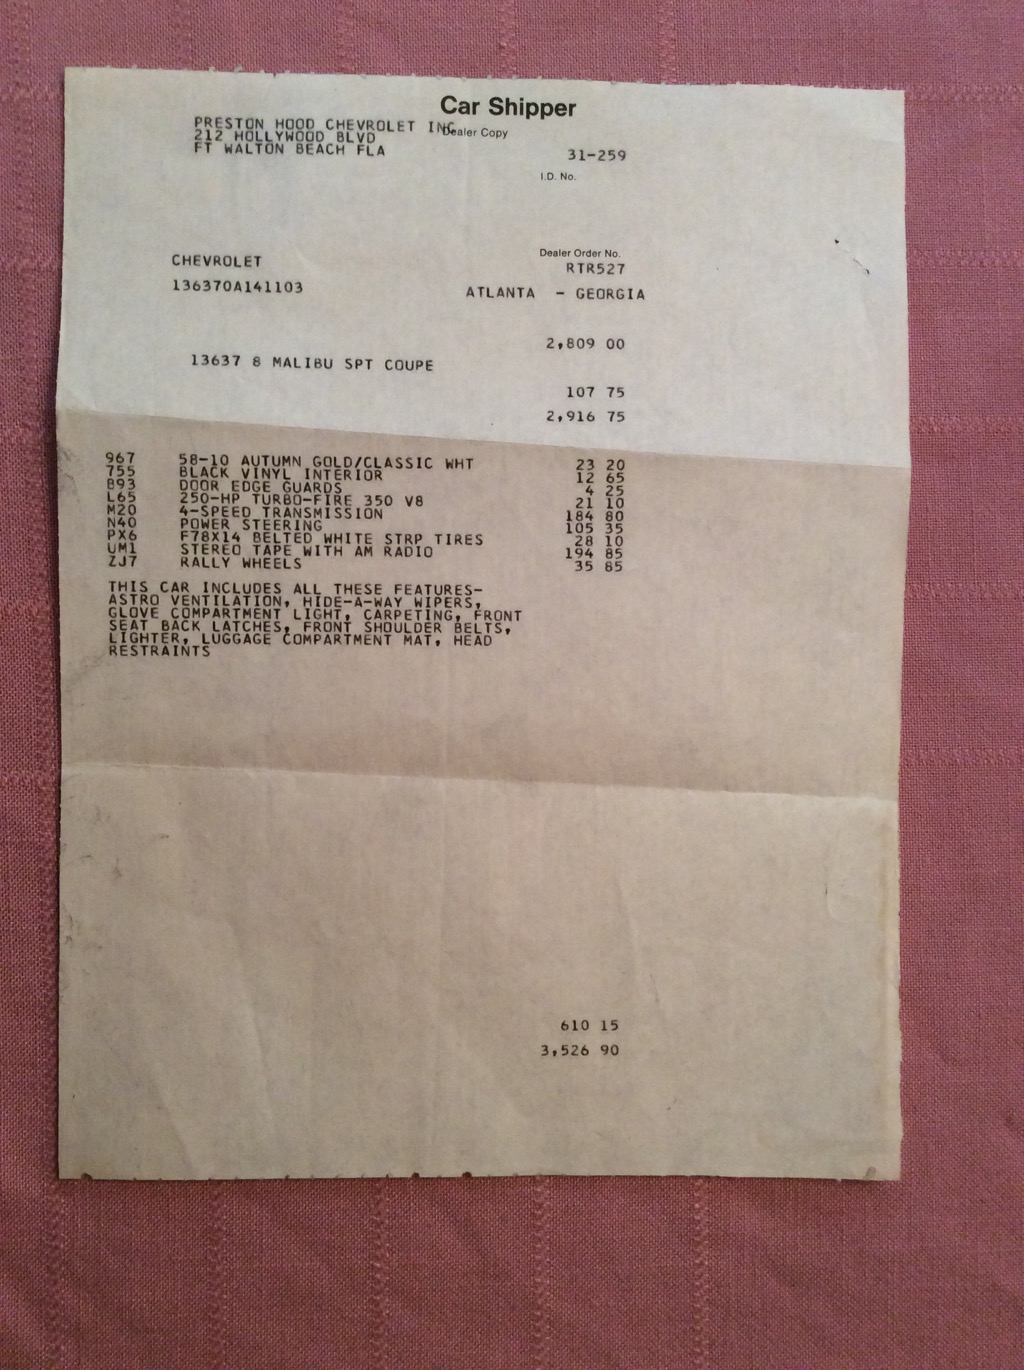 Car Shipper
PRESTON HOOD CHEVROLET INC
Dealer Copy
212 HOLLYWOOD BLVD
FT WALTON BEACH FLA
31-259
I.D. No.
CHEVROLET
Dealer Order No.
RTR527
136370A141103
ATLANTA - GEORGIA
2,809 00
13637 8 MALIBU SPT COUPE
107 75
2,916 75
967 58-10 AUTUMN GOLD/CLASSIC WHT 23 20
755 BLACK VINYL INTERIOR 12 65
B93 DOOR EDGE GUARDS 4 25
L65 250-HP TURBO-FIRE 350 V8 21 10
M20 4-SPEED TRANSMISSION 184 80
N40 POWER STEERING 105 35
PX6 F78X14 BELTED WHITE STRP TIRES 28 10
UM1 STEREO TAPE WITH AM RADIO 194 85
ZJ7 RALLY WHEELS 35 85
THIS CAR INCLUDES ALL THESE FEATURES-
ASTRO VENTILATION, HIDE-A-WAY WIPERS,
GLOVE COMPARTMENT LIGHT, CARPETING, FRONT
SEAT BACK LATCHES, FRONT SHOULDER BELTS,
LIGHTER, LUGGAGE COMPARTMENT MAT, HEAD
RESTRAINTS
610 15
3,526 90